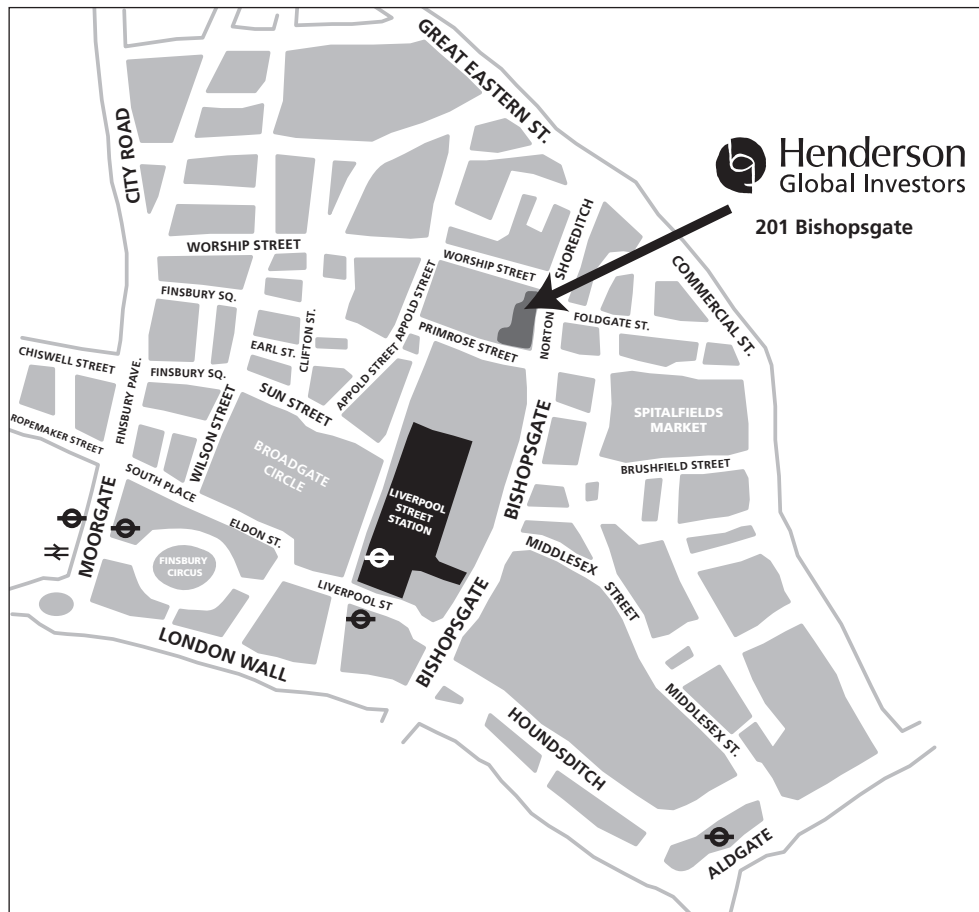 GREAT EASTERN ST.
CITY ROAD
Henderson
Global Investors
201 Bishopsgate
SHOREDITCH
WORSHIP STREET
WORSHIP STREET
COMMERCIAL ST.
FINSBURY SQ.
APPOLD STREET
FOLDGATE ST.
NORTON
PRIMROSE STREET
CLIFTON ST.
EARL ST.
CHISWELL STREET
FINSBURY PAVE.
FINSBURY SQ.
APPOLD STREET
SUN STREET
WILSON STREET
SPITALFIELDS
MARKET
ROPEMAKER STREET
BROADGATE
CIRCLE
BISHOPSGATE
BRUSHFIELD STREET
SOUTH PLACE
LIVERPOOL
STREET
STATION
MOORGATE
ELDON ST.
MIDDLESEX
STREET
FINSBURY
CIRCUS
LIVERPOOL ST
BISHOPSGATE
LONDON WALL
MIDDLESEX ST.
HOUNDSDITCH
ALDGATE